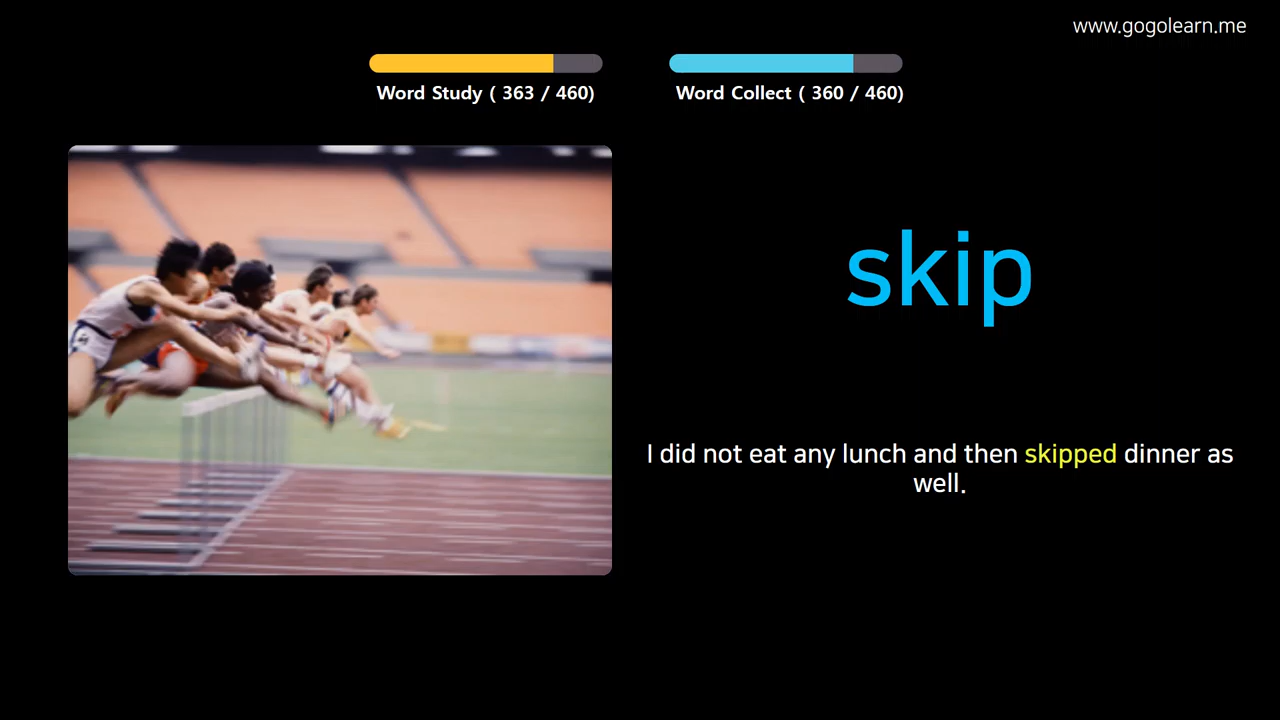 www.gogolearn.me
Word Study ( 363 / 460)
Word Collect ( 360 / 460)
skip
I did not eat any lunch and then skipped dinner as
well.